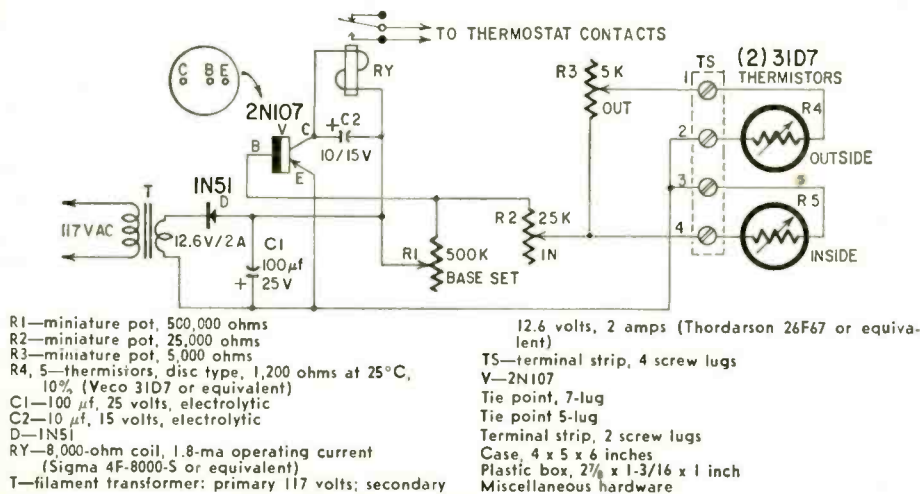 TO THERMOSTAT CONTACTS
RY
C B E
2N107
V
C
B
E
+ C2
10/15V
R3 5K
OUT
TS
(2) 31D7
THERMISTORS
1
R4
2
OUTSIDE
3
R5
4
INSIDE
T
1N51
D
117VAC
12.6V/2A
C1
100µf
25V
+
R1
500K
BASE SET
R2 25K
IN
R1—miniature pot, 500,000 ohms
R2—miniature pot, 25,000 ohms
R3—miniature pot, 5,000 ohms
R4, 5—thermistors, disc type, 1,200 ohms at 25°C,
10% (Veco 31D7 or equivalent)
C1—100 µf, 25 volts, electrolytic
C2—10 µf, 15 volts, electrolytic
D—1N51
RY—8,000-ohm coil, 1.8-ma operating current
(Sigma 4F-8000-S or equivalent)
T—filament transformer: primary 117 volts; secondary
12.6 volts, 2 amps (Thordarson 26F67 or equiva-
lent)
TS—terminal strip, 4 screw lugs
V—2N107
Tie point, 7-lug
Tie point 5-lug
Terminal strip, 2 screw lugs
Case, 4 x 5 x 6 inches
Plastic box, 2⅞ x 1-3/16 x 1 inch
Miscellaneous hardware